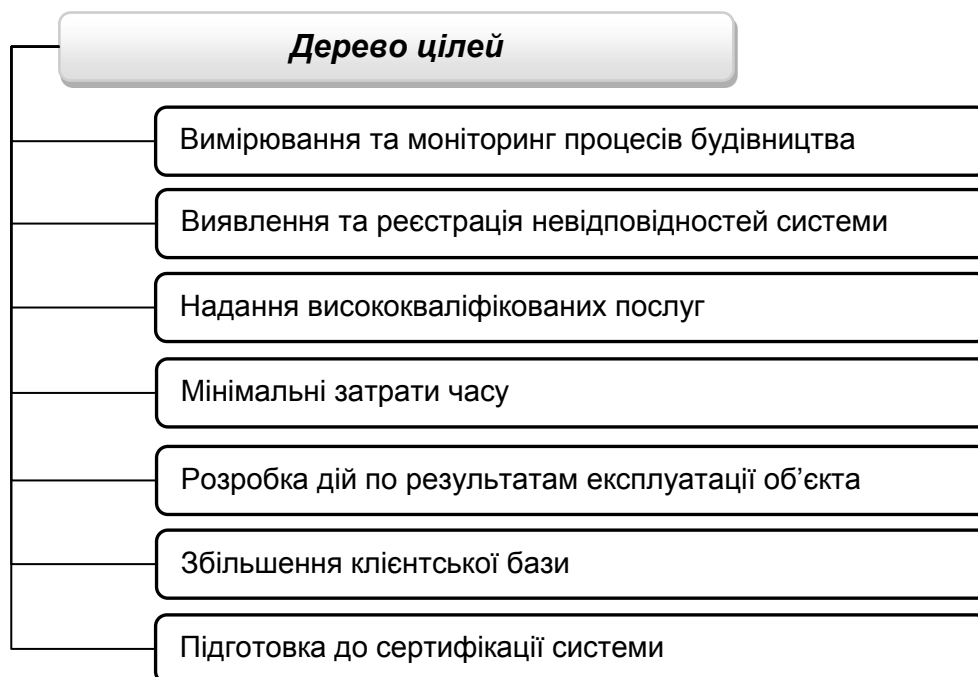 Дерево цілей
Вимірювання та моніторинг процесів будівництва
Виявлення та реєстрація невідповідностей системи
Надання висококваліфікованих послуг
Мінімальні затрати часу
Розробка дій по результатам експлуатації об’єкта
Збільшення клієнтської бази
Підготовка до сертифікації системи